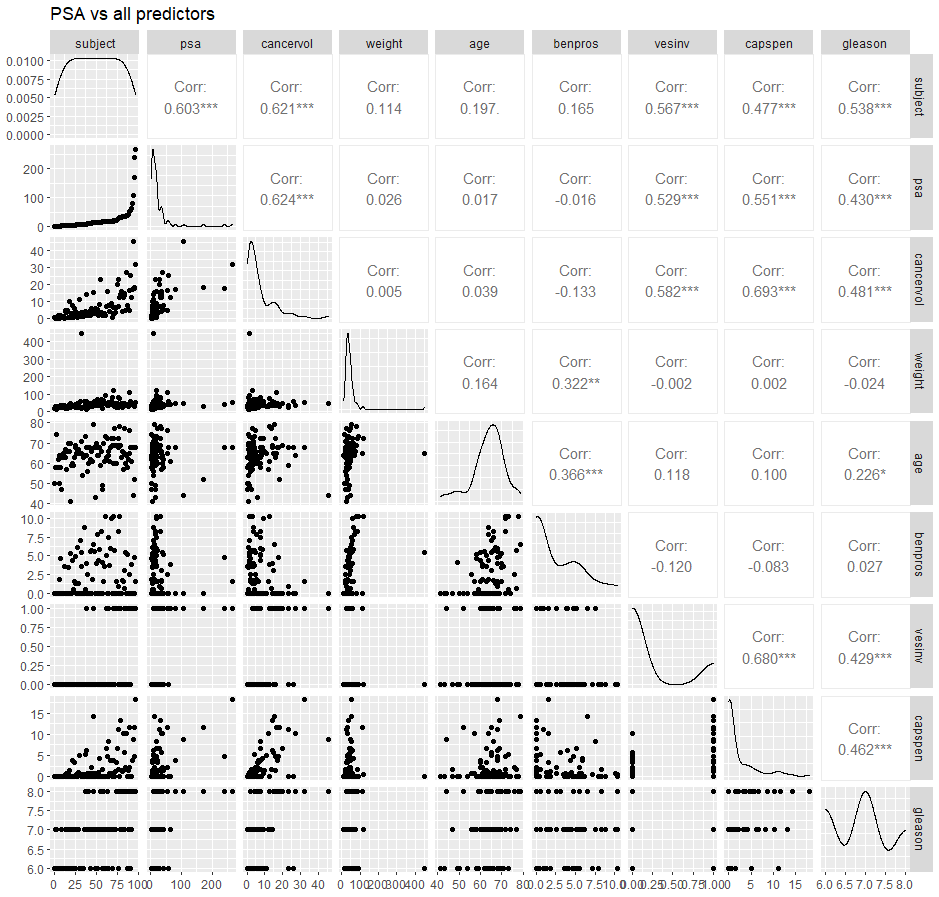 PSA vs all predictors
subject psa cancervol weight age benpros vesinv capspen gleason
0.0100
0.0075
0.0050
0.0025
0.0000
Corr: Corr: Corr: Corr: Corr: Corr: Corr: Corr:
0.603*** 0.621*** 0.114 0.197. 0.165 0.567*** 0.477*** 0.538***
subject
200
100
0
Corr: Corr: Corr: Corr: Corr: Corr: Corr:
0.624*** 0.026 0.017 -0.016 0.529*** 0.551*** 0.430***
psa
40
30
20
10
0
Corr: Corr: Corr: Corr: Corr: Corr:
0.005 0.039 -0.133 0.582*** 0.693*** 0.481***
cancervol
400
300
200
100
0
Corr: Corr: Corr: Corr: Corr:
0.164 0.322** -0.002 0.002 -0.024
weight
80
70
60
50
40
Corr: Corr: Corr: Corr:
0.366*** 0.118 0.100 0.226*
age
10.0
7.5
5.0
2.5
0.0
Corr: Corr: Corr:
-0.120 -0.083 0.027
benpros
1.00
0.75
0.50
0.25
0.00
Corr: Corr:
0.680*** 0.429***
vesinv
15
10
5
0
Corr:
0.462***
capspen
8.0
7.5
7.0
6.5
6.0
gleason
0 25 50 75 100 0 100 200 0 10 20 30 40 0 100 200 300 400 40 50 60 70 80 0.0 2.5 5.0 7.5 10.0 0.00 0.25 0.50 0.75 1.00 0 5 10 15 6.0 6.5 7.0 7.5 8.0